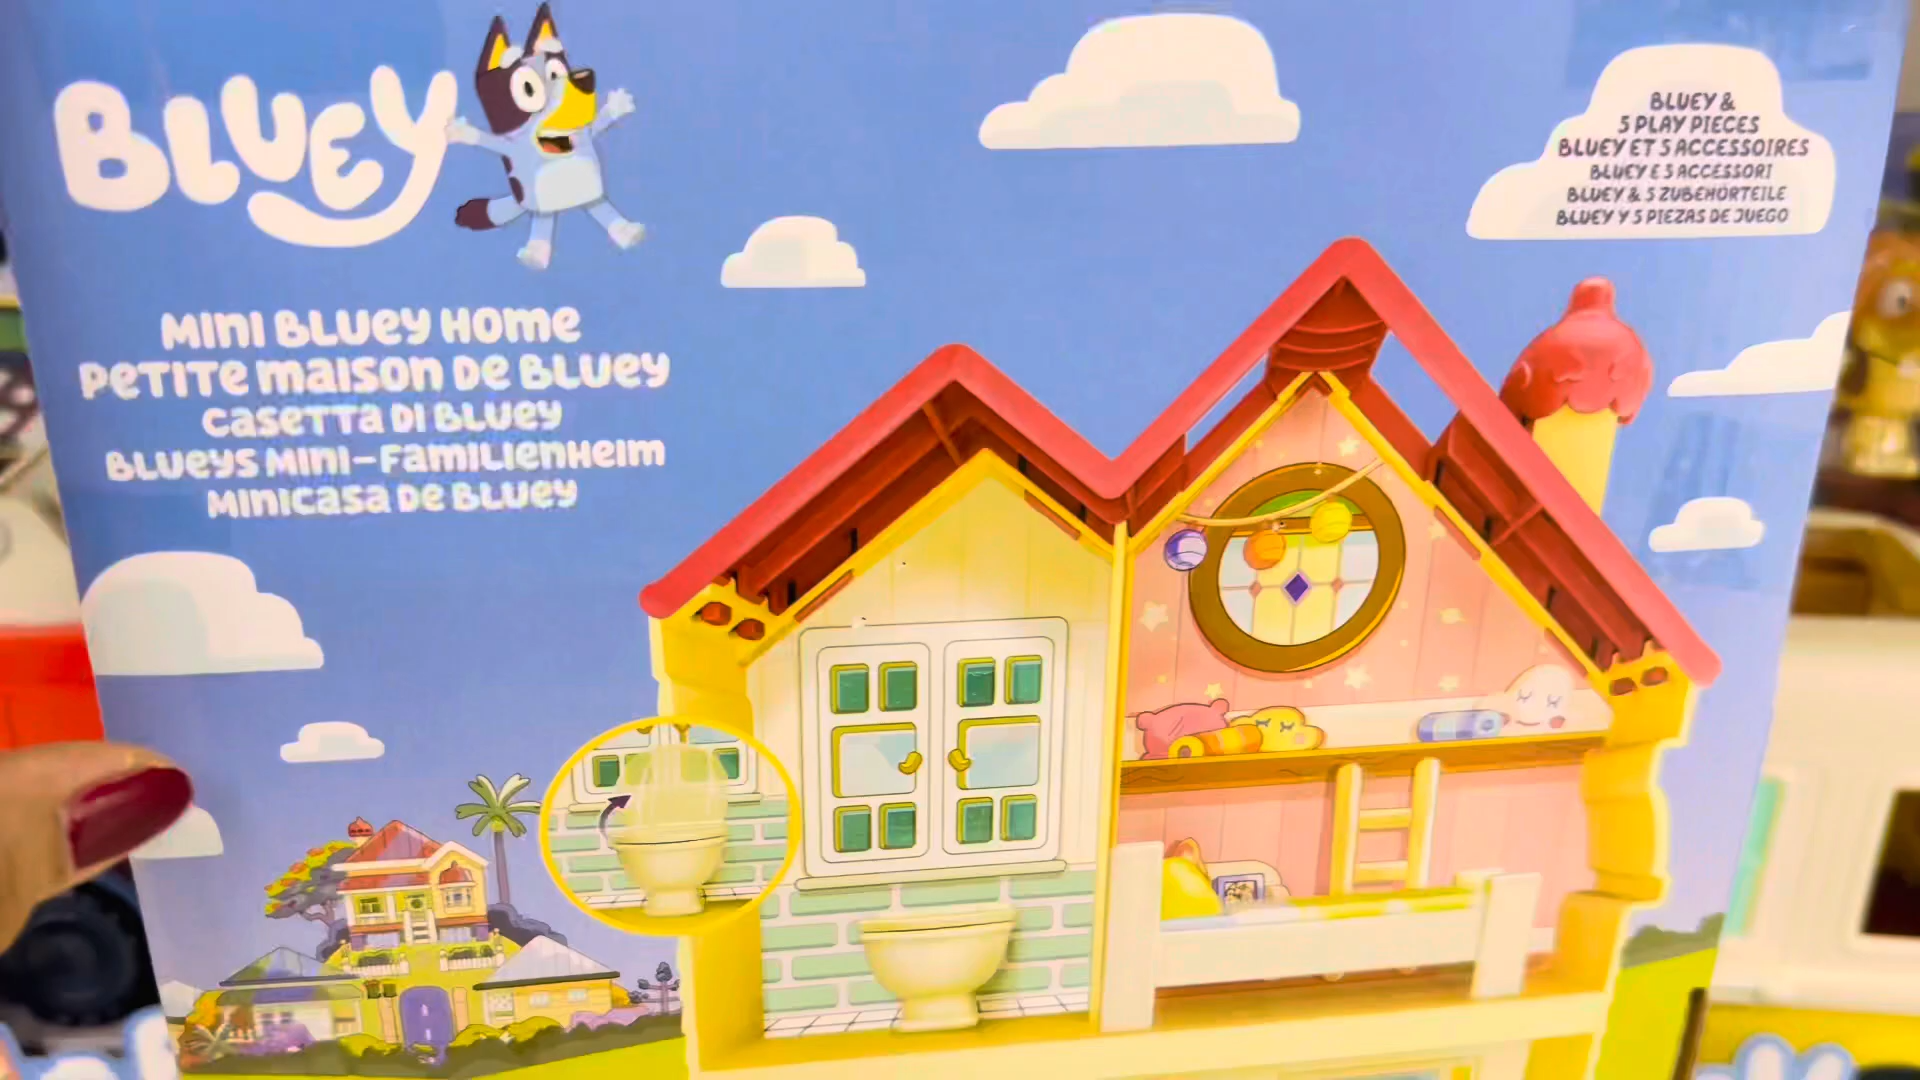 BLUEY
MINI BLUEY HOME
PETITE MAISON DE BLUEY
CASETTA DI BLUEY
BLUEYS MINI-FAMILIENHEIM
MINICASA DE BLUEY
BLUEY &
5 PLAY PIECES
BLUEY ET 5 ACCESSOIRES
BLUEY E 5 ACCESSORI
BLUEY & 5 ZUBEHÖRTEILE
BLUEY Y 5 PIEZAS DE JUEGO